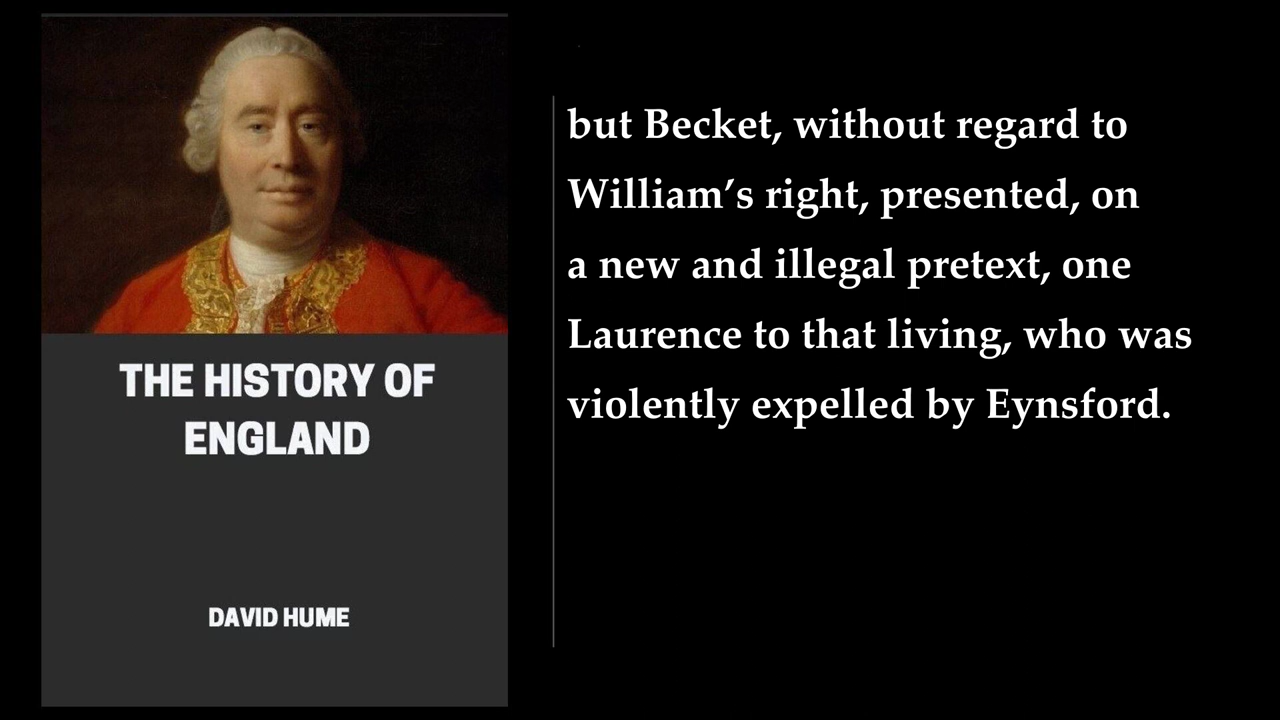 THE HISTORY OF
ENGLAND
DAVID HUME
but Becket, without regard to
William’s right, presented, on
a new and illegal pretext, one
Laurence to that living, who was
violently expelled by Eynsford.